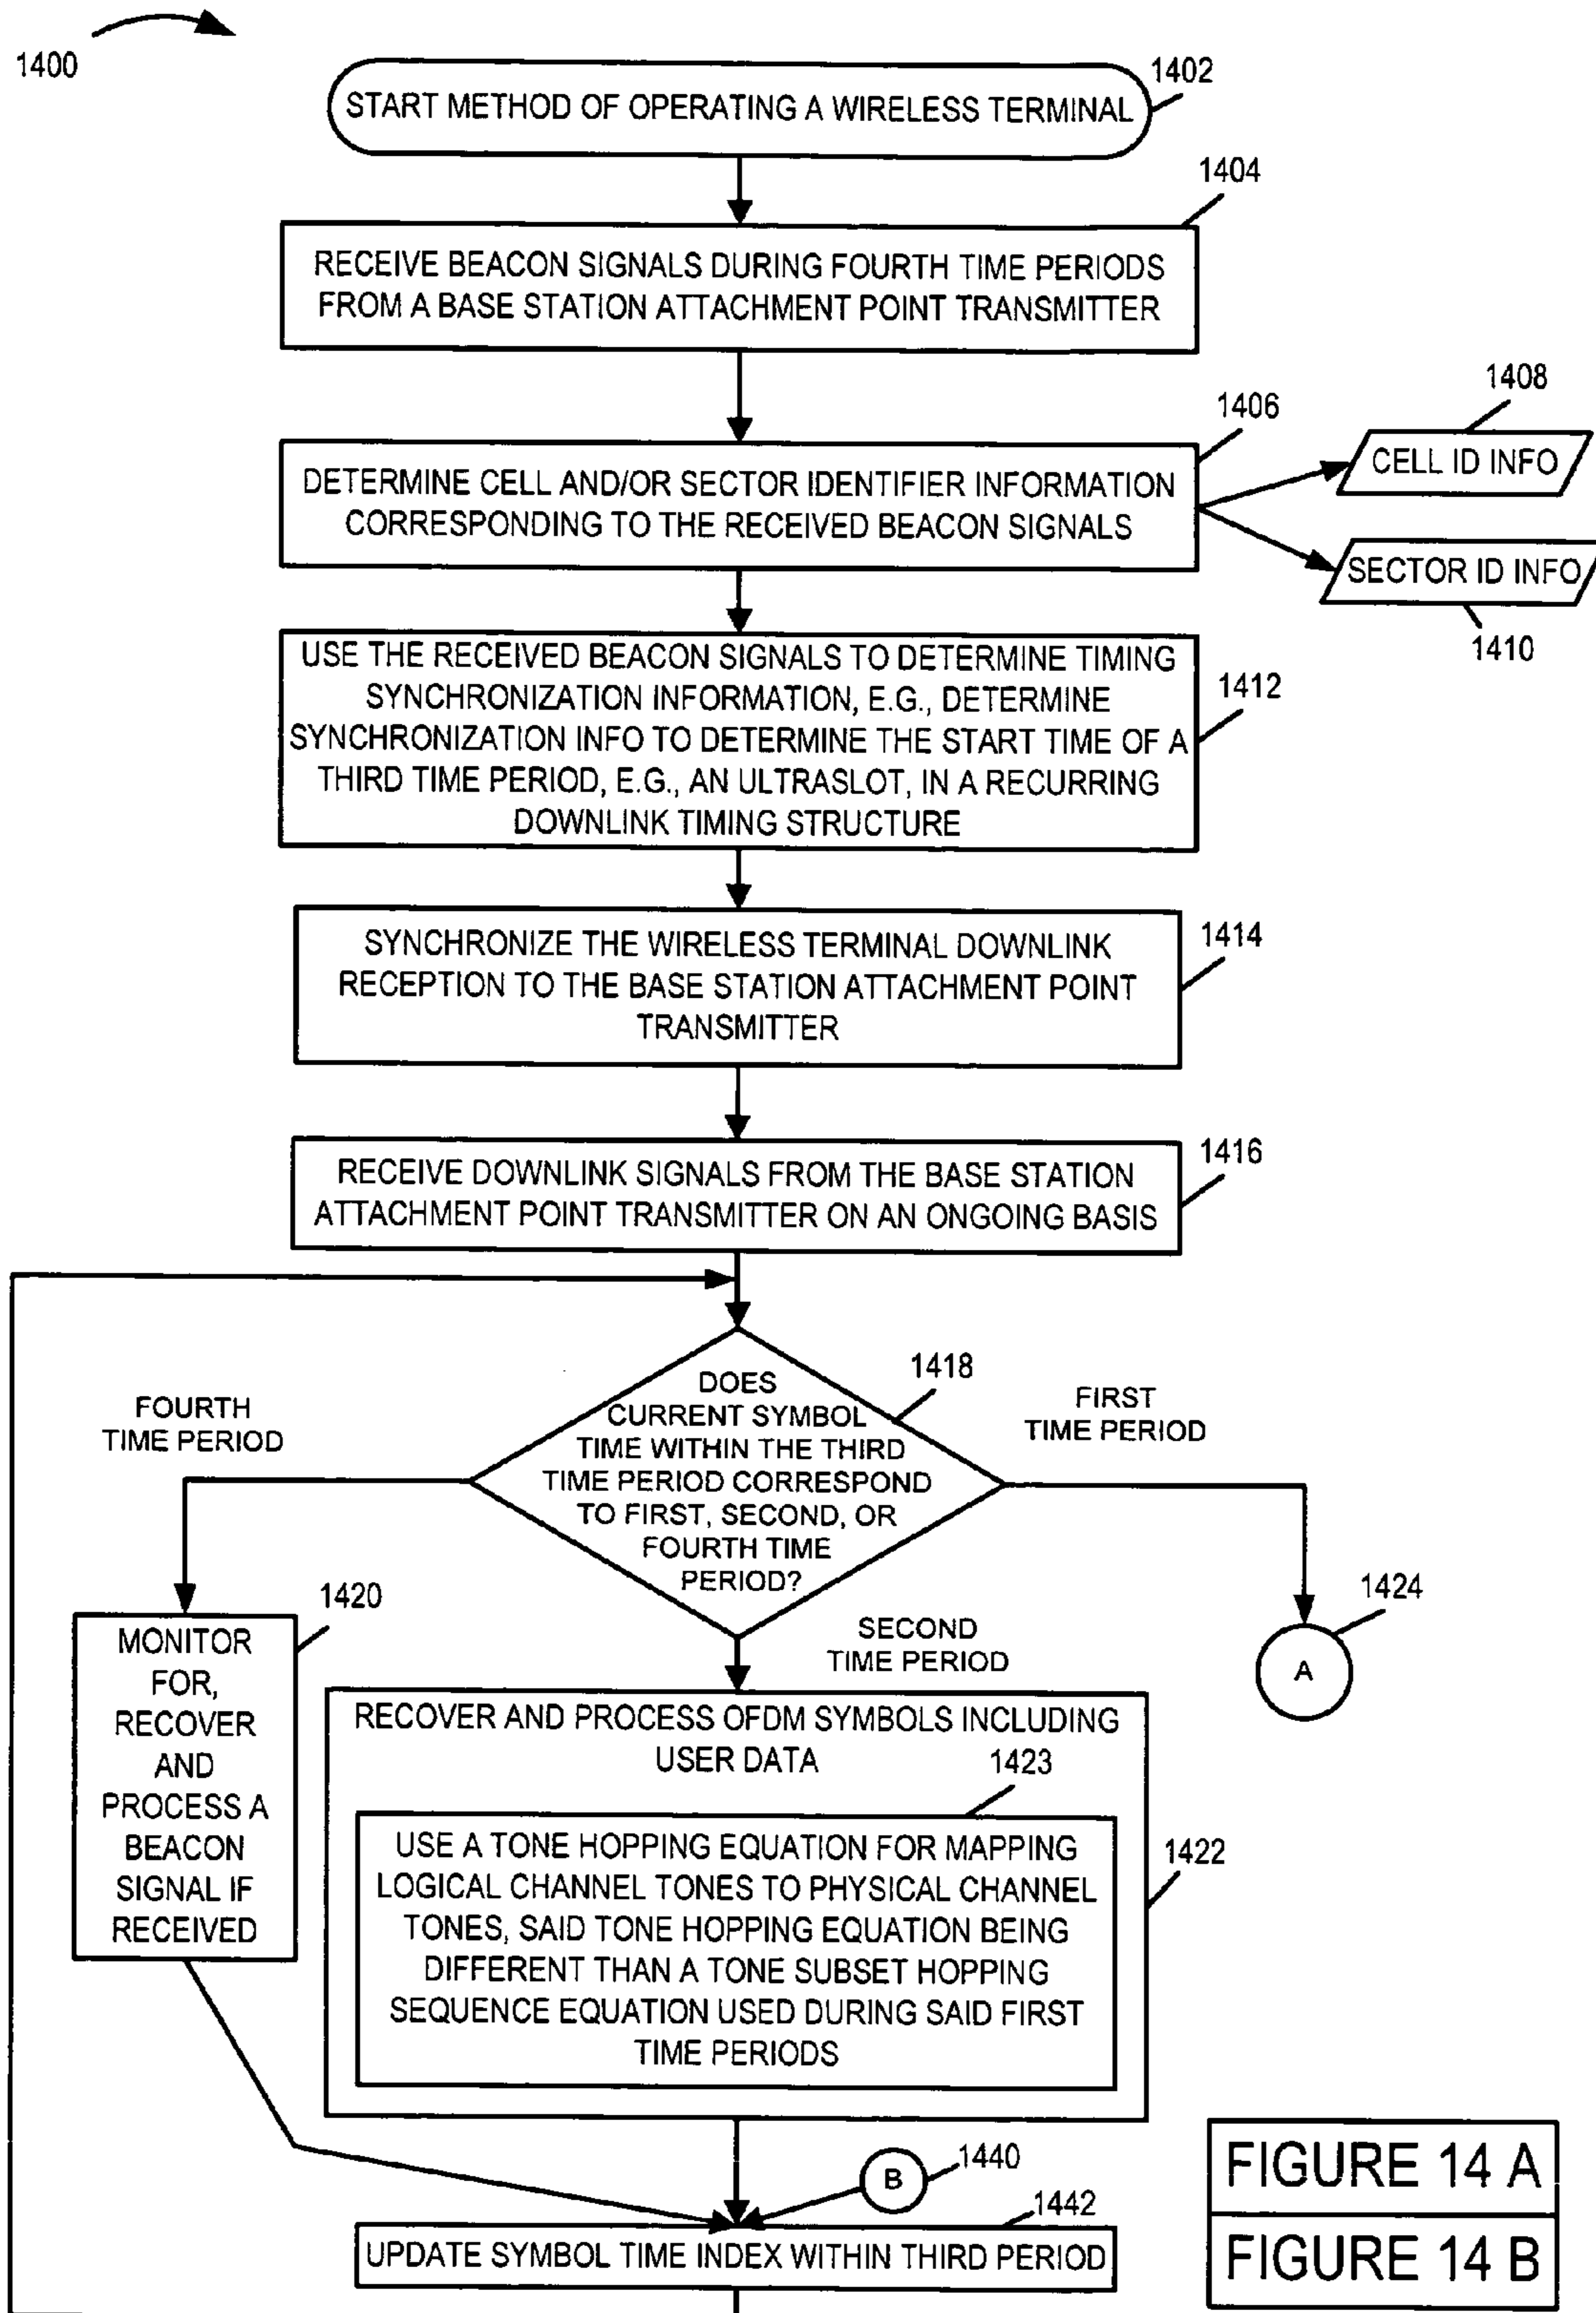 1400
1402
START METHOD OF OPERATING A WIRELESS TERMINAL
1404
RECEIVE BEACON SIGNALS DURING FOURTH TIME PERIODS
FROM A BASE STATION ATTACHMENT POINT TRANSMITTER
1406
1408
CELL ID INFO
DETERMINE CELL AND/OR SECTOR IDENTIFIER INFORMATION
CORRESPONDING TO THE RECEIVED BEACON SIGNALS
SECTOR ID INFO
1410
USE THE RECEIVED BEACON SIGNALS TO DETERMINE TIMING
SYNCHRONIZATION INFORMATION, E.G., DETERMINE
SYNCHRONIZATION INFO TO DETERMINE THE START TIME OF A
THIRD TIME PERIOD, E.G., AN ULTRASLOT, IN A RECURRING
DOWNLINK TIMING STRUCTURE
1412
SYNCHRONIZE THE WIRELESS TERMINAL DOWNLINK
RECEPTION TO THE BASE STATION ATTACHMENT POINT
TRANSMITTER
1414
RECEIVE DOWNLINK SIGNALS FROM THE BASE STATION
ATTACHMENT POINT TRANSMITTER ON AN ONGOING BASIS
1416
1418
DOES
CURRENT SYMBOL
TIME WITHIN THE THIRD
TIME PERIOD CORRESPOND
TO FIRST, SECOND, OR
FOURTH TIME
PERIOD?
FOURTH
TIME PERIOD
FIRST
TIME PERIOD
SECOND
TIME PERIOD
1420
MONITOR
FOR,
RECOVER
AND
PROCESS A
BEACON
SIGNAL IF
RECEIVED
1424
A
RECOVER AND PROCESS OFDM SYMBOLS INCLUDING
USER DATA
1423
USE A TONE HOPPING EQUATION FOR MAPPING
LOGICAL CHANNEL TONES TO PHYSICAL CHANNEL
TONES, SAID TONE HOPPING EQUATION BEING
DIFFERENT THAN A TONE SUBSET HOPPING
SEQUENCE EQUATION USED DURING SAID FIRST
TIME PERIODS
1422
B
1440
1442
UPDATE SYMBOL TIME INDEX WITHIN THIRD PERIOD
FIGURE 14 A
FIGURE 14 B